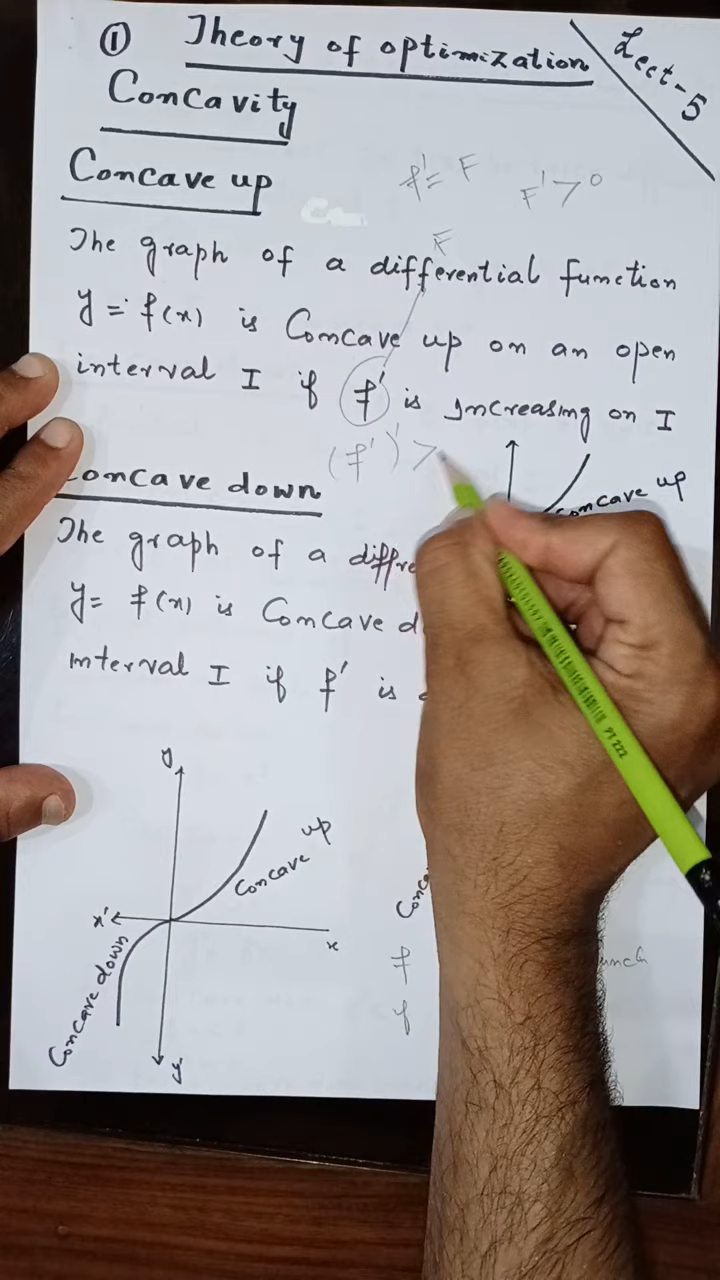 ① Theory of optimization
Lect-5
Concavity
Concave up
f' = F F' > 0
F
The graph of a differential function
y = f(x) is Concave up on an open
interval I if f' is Increasing on I
(f')' >
Concave up
Concave down
The graph of a
y = f(x) is Concave
Interval I if f' is
y
Concave up
x' x
Concave down
y'
f
PT 222